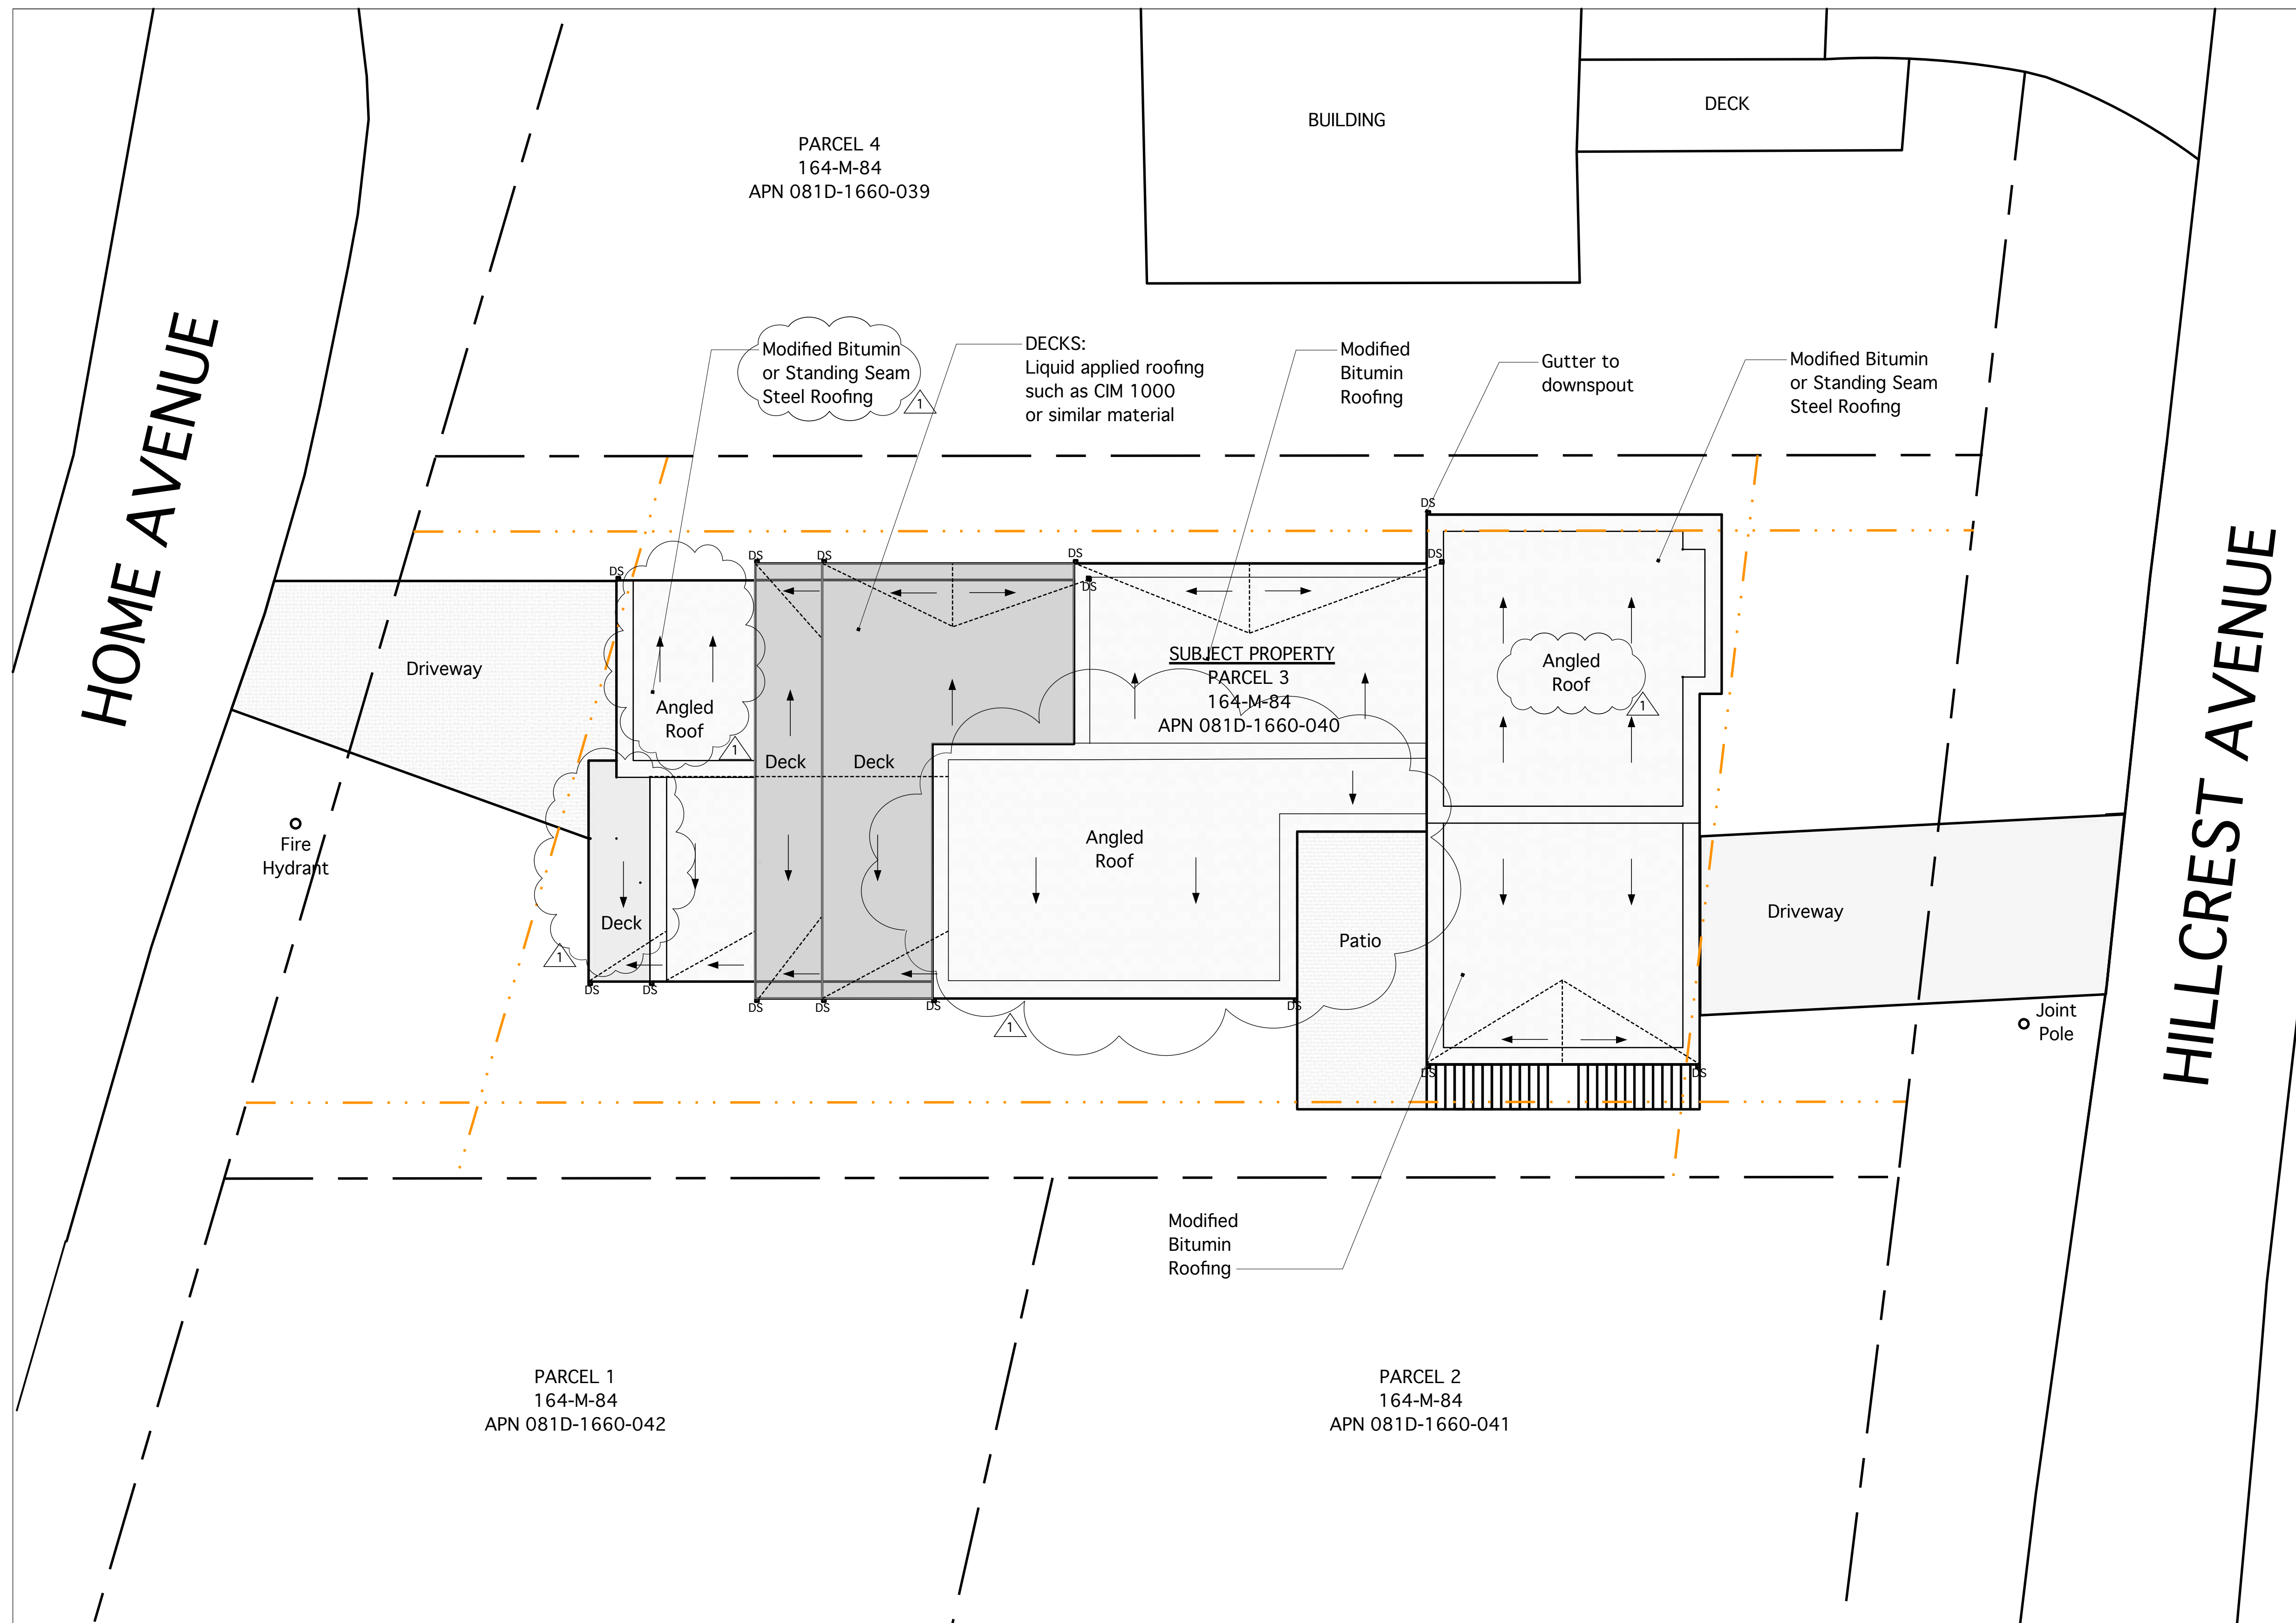 BUILDING
DECK
PARCEL 4
164-M-84
APN 081D-1660-039
HOME AVENUE
Modified Bitumin
or Standing Seam
Steel Roofing
1
DECKS:
Liquid applied roofing
such as CIM 1000
or similar material
Modified
Bitumin
Roofing
Gutter to
downspout
Modified Bitumin
or Standing Seam
Steel Roofing
DS
DS
DS
DS
DS
DS
DS
Driveway
Angled
Roof
1
Deck
Deck
SUBJECT PROPERTY
PARCEL 3
164-M-84
APN 081D-1660-040
Angled
Roof
1
HILLCREST AVENUE
Fire
Hydrant
Deck
1
Angled
Roof
Patio
Driveway
DS
DS
DS
DS
DS
DS
1
Joint
Pole
DS
DS
Modified
Bitumin
Roofing
PARCEL 1
164-M-84
APN 081D-1660-042
PARCEL 2
164-M-84
APN 081D-1660-041